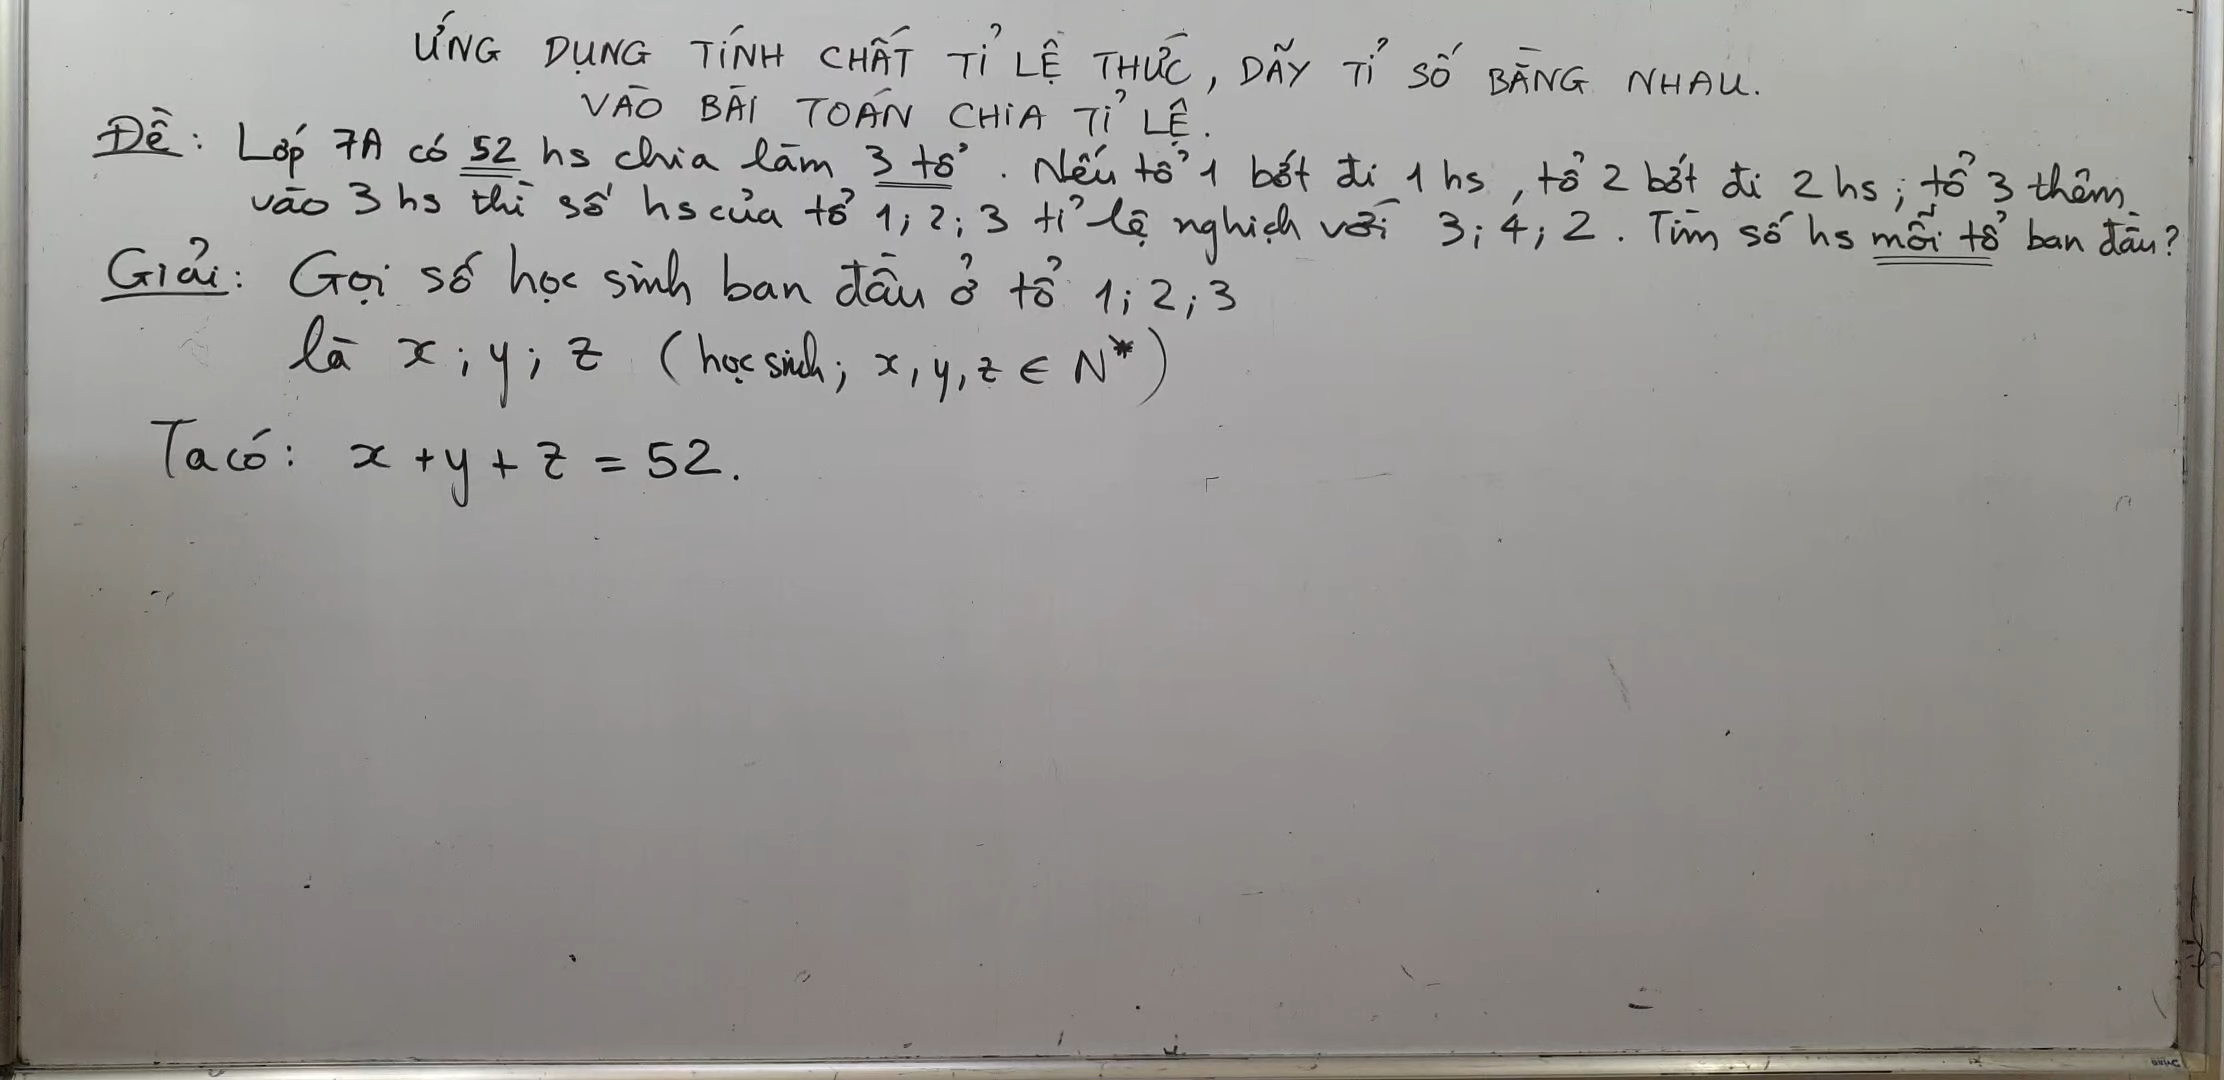 ỨNG DỤNG TÍNH CHẤT TỈ LỆ THỨC, DÃY TỈ SỐ BẰNG NHAU.
VÀO BÀI TOÁN CHIA TỈ LỆ.
Đề: Lớp 7A có 52 hs chia làm 3 tổ. Nếu tổ 1 bớt đi 1 hs, tổ 2 bớt đi 2 hs; tổ 3 thêm
vào 3 hs thì số hs của tổ 1; 2; 3 tỉ lệ nghịch với 3; 4; 2. Tìm số hs mỗi tổ ban đầu?
Giải: Gọi số học sinh ban đầu ở tổ 1; 2; 3
là x; y; z (học sinh; x, y, z ∈ N*)
Ta có: x + y + z = 52.